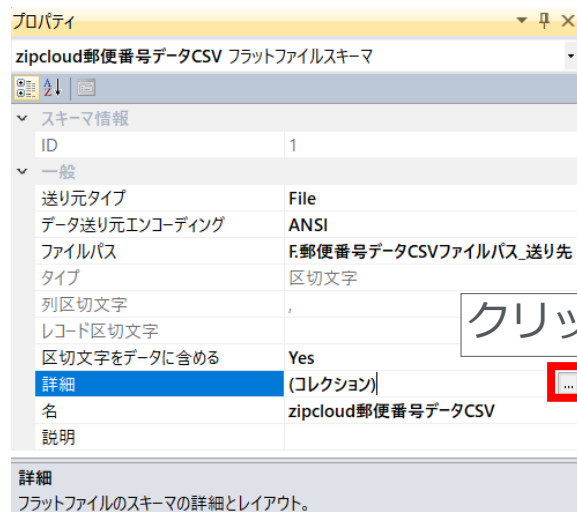 プロパティ
zipcloud郵便番号データCSV フラットファイルスキーマ
スキーマ情報
ID 1
一般
送り元タイプ File
データ送り元エンコーディング ANSI
ファイルパス F.郵便番号データCSVファイルパス_送り先
タイプ 区切文字
列区切文字 ,
レコード区切文字
区切文字をデータに含める Yes
詳細 (コレクション) ...
クリッ
名 zipcloud郵便番号データCSV
説明
詳細
フラットファイルのスキーマの詳細とレイアウト。